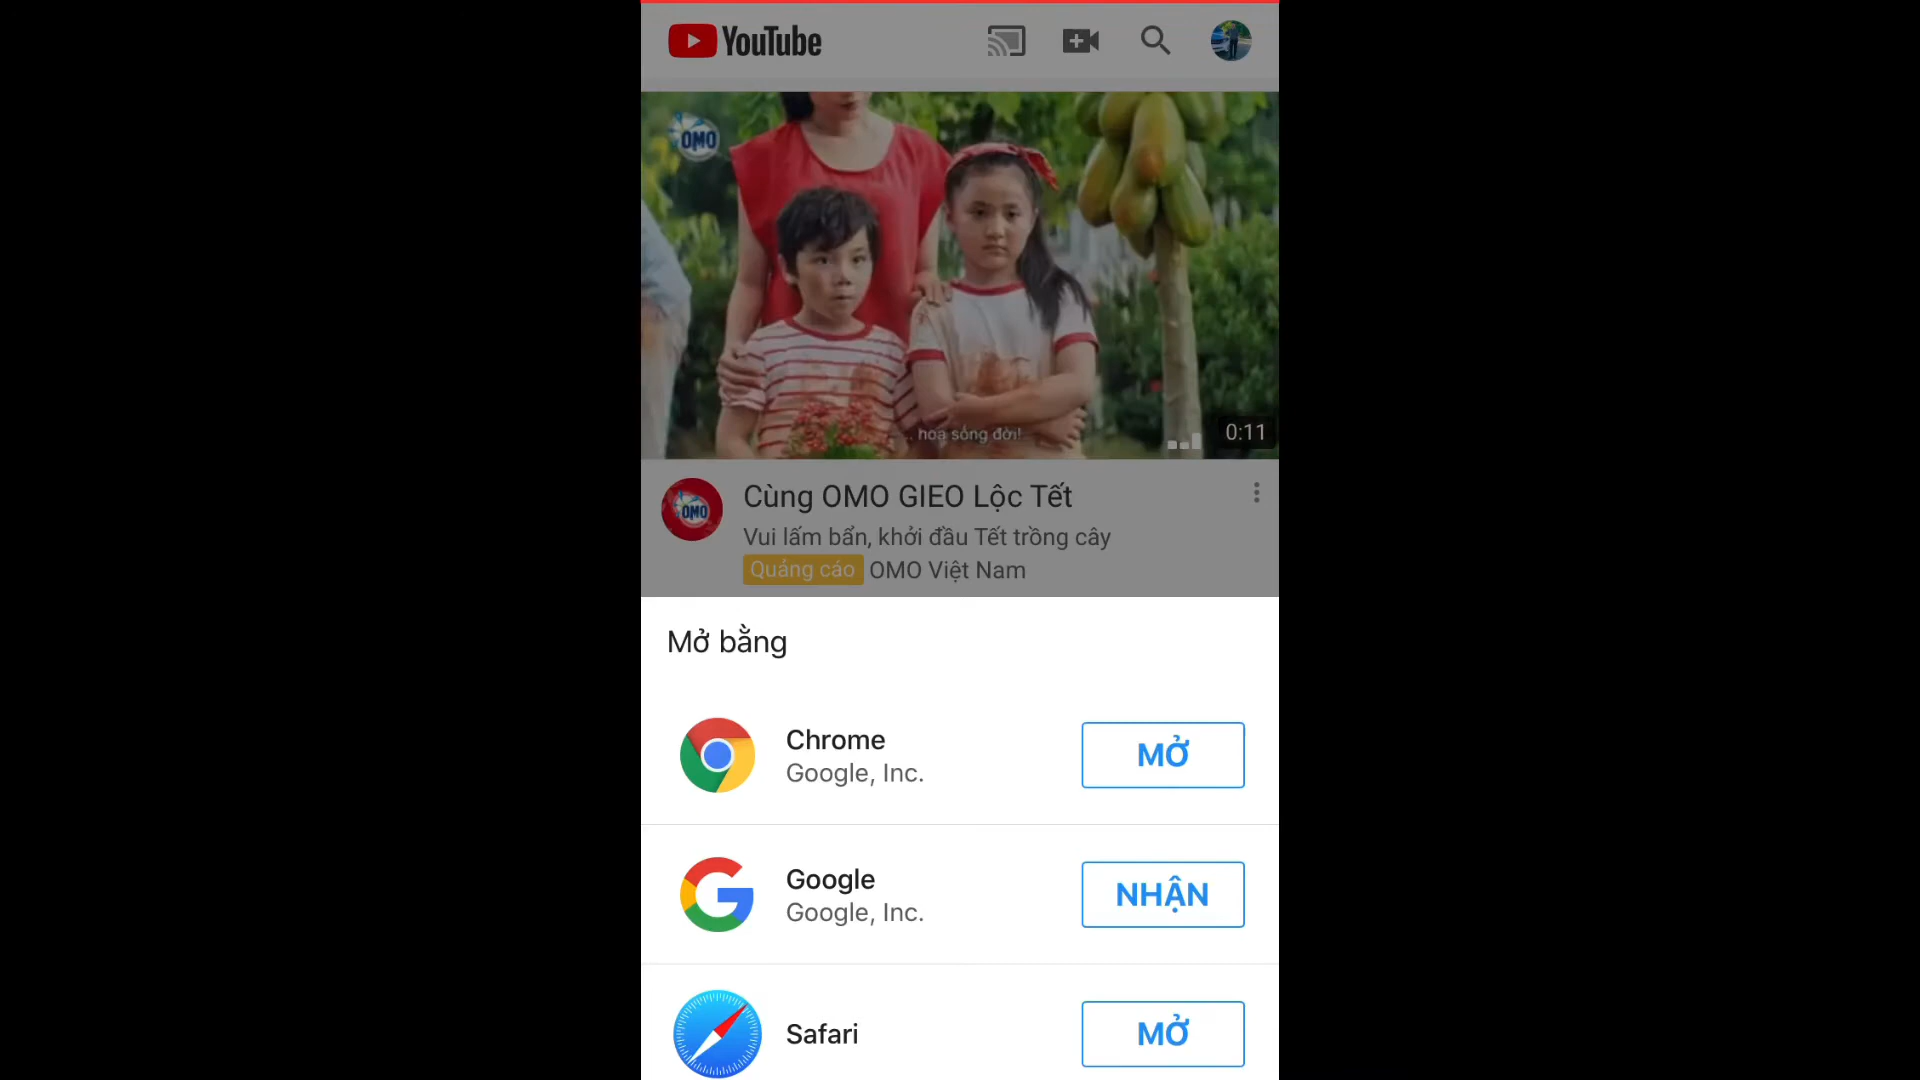 YouTube
OMO
... hoa sống đời!
0:11
OMO
Cùng OMO GIEO Lộc Tết
Vui lấm bẩn, khởi đầu Tết trồng cây
Quảng cáo OMO Việt Nam
Mở bằng
Chrome
Google, Inc.
MỞ
Google
Google, Inc.
NHẬN
Safari
MỞ